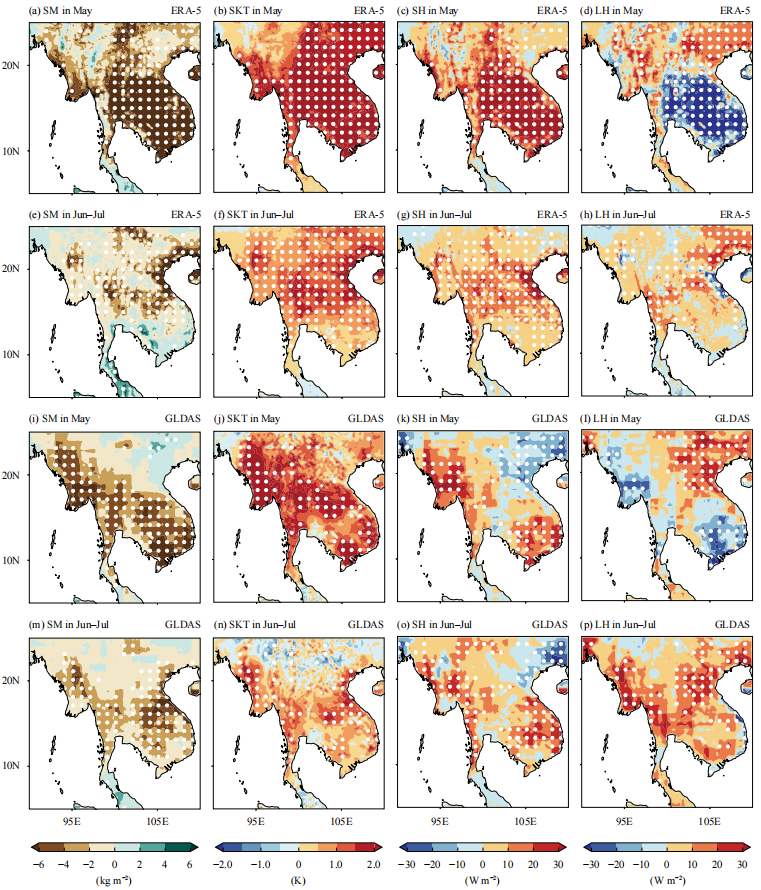 (a) SM in May ERA-5 (b) SKT in May ERA-5 (c) SH in May ERA-5 (d) LH in May ERA-5
20N
10N
(e) SM in Jun–Jul ERA-5 (f) SKT in Jun–Jul ERA-5 (g) SH in Jun–Jul ERA-5 (h) LH in Jun–Jul ERA-5
20N
10N
(i) SM in May GLDAS (j) SKT in May GLDAS (k) SH in May GLDAS (l) LH in May GLDAS
20N
10N
(m) SM in Jun–Jul GLDAS (n) SKT in Jun–Jul GLDAS (o) SH in Jun–Jul GLDAS (p) LH in Jun–Jul GLDAS
20N
10N
95E 105E 95E 105E 95E 105E 95E 105E
−6 −4 −2 0 2 4 6 −2.0 −1.0 0 1.0 2.0 −30 −20 −10 0 10 20 30 −30 −20 −10 0 10 20 30
(kg m⁻²) (K) (W m⁻²) (W m⁻²)